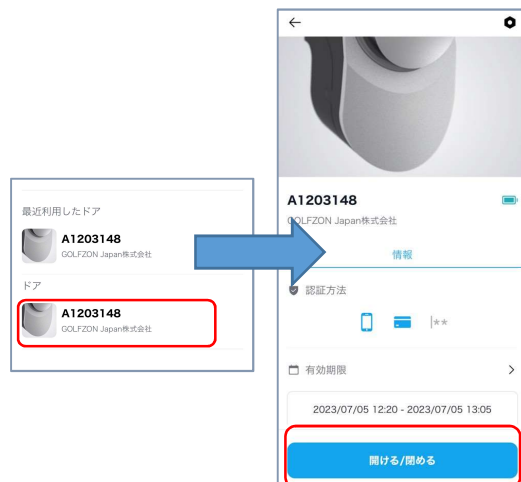 最近利用したドア
A1203148
GOLFZON Japan株式会社
ドア
A1203148
GOLFZON Japan株式会社
A1203148
GOLFZON Japan株式会社
情報
認証方法
|**
有効期限
2023/07/05 12:20 - 2023/07/05 13:05
開ける/閉める